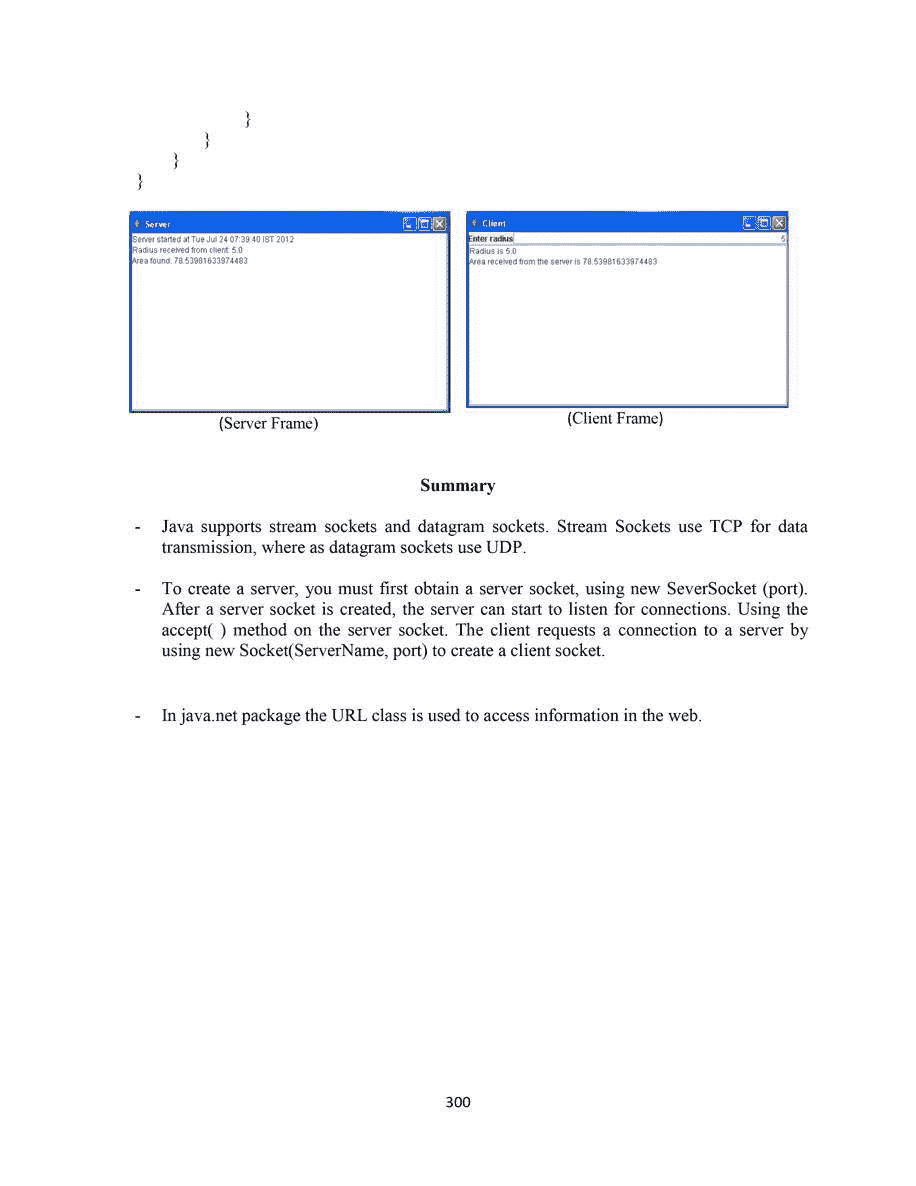 }
}
}
}
Server
Server started at Tue Jul 24 07:39:40 IST 2012
Radius received from client: 5.0
Area found: 78.53981633974483
(Server Frame)
Client
Enter radius 5
Radius is 5.0
Area received from the server is 78.53981633974483
(Client Frame)
Summary
- Java supports stream sockets and datagram sockets. Stream Sockets use TCP for data
transmission, where as datagram sockets use UDP.
- To create a server, you must first obtain a server socket, using new SeverSocket (port).
After a server socket is created, the server can start to listen for connections. Using the
accept( ) method on the server socket. The client requests a connection to a server by
using new Socket(ServerName, port) to create a client socket.
- In java.net package the URL class is used to access information in the web.
300